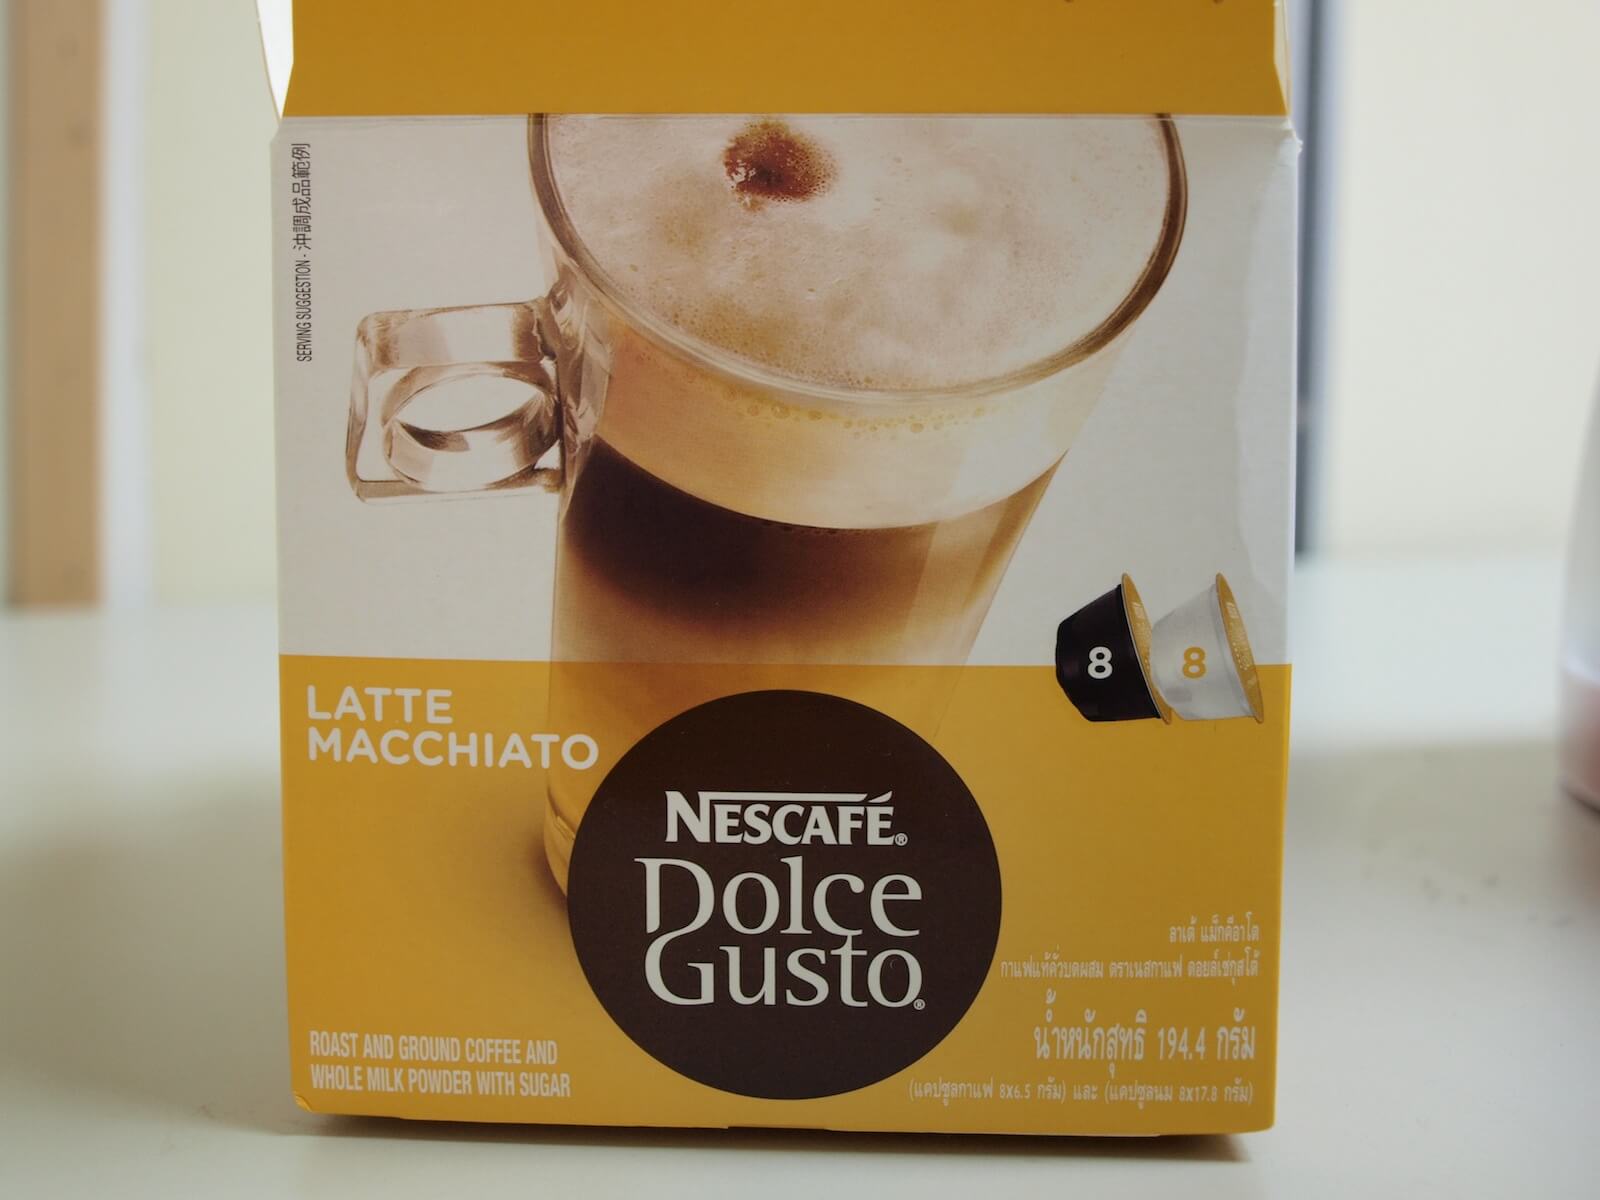 SERVING SUGGESTION · 沖調成品範例
8 8
LATTE
MACCHIATO
NESCAFÉ®
Dolce
Gusto®
ลาเต้ แม็กคีอาโต
กาแฟแท้คั่วบดผสม ตราเนสกาแฟ ดอยล์เช่กุสโต้
น้ำหนักสุทธิ 194.4 กรัม
(แคปซูลกาแฟ 8x6.5 กรัม) และ (แคปซูลนม 8x17.8 กรัม)
ROAST AND GROUND COFFEE AND
WHOLE MILK POWDER WITH SUGAR